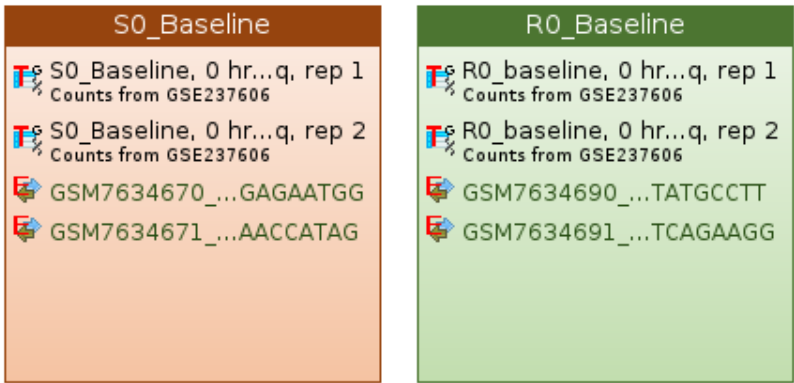 S0_Baseline
S0_Baseline, 0 hr...q, rep 1
Counts from GSE237606
S0_Baseline, 0 hr...q, rep 2
Counts from GSE237606
GSM7634670_...GAGAATGG
GSM7634671_...AACCATAG
R0_Baseline
R0_baseline, 0 hr...q, rep 1
Counts from GSE237606
R0_baseline, 0 hr...q, rep 2
Counts from GSE237606
GSM7634690_...TATGCCTT
GSM7634691_...TCAGAAGG